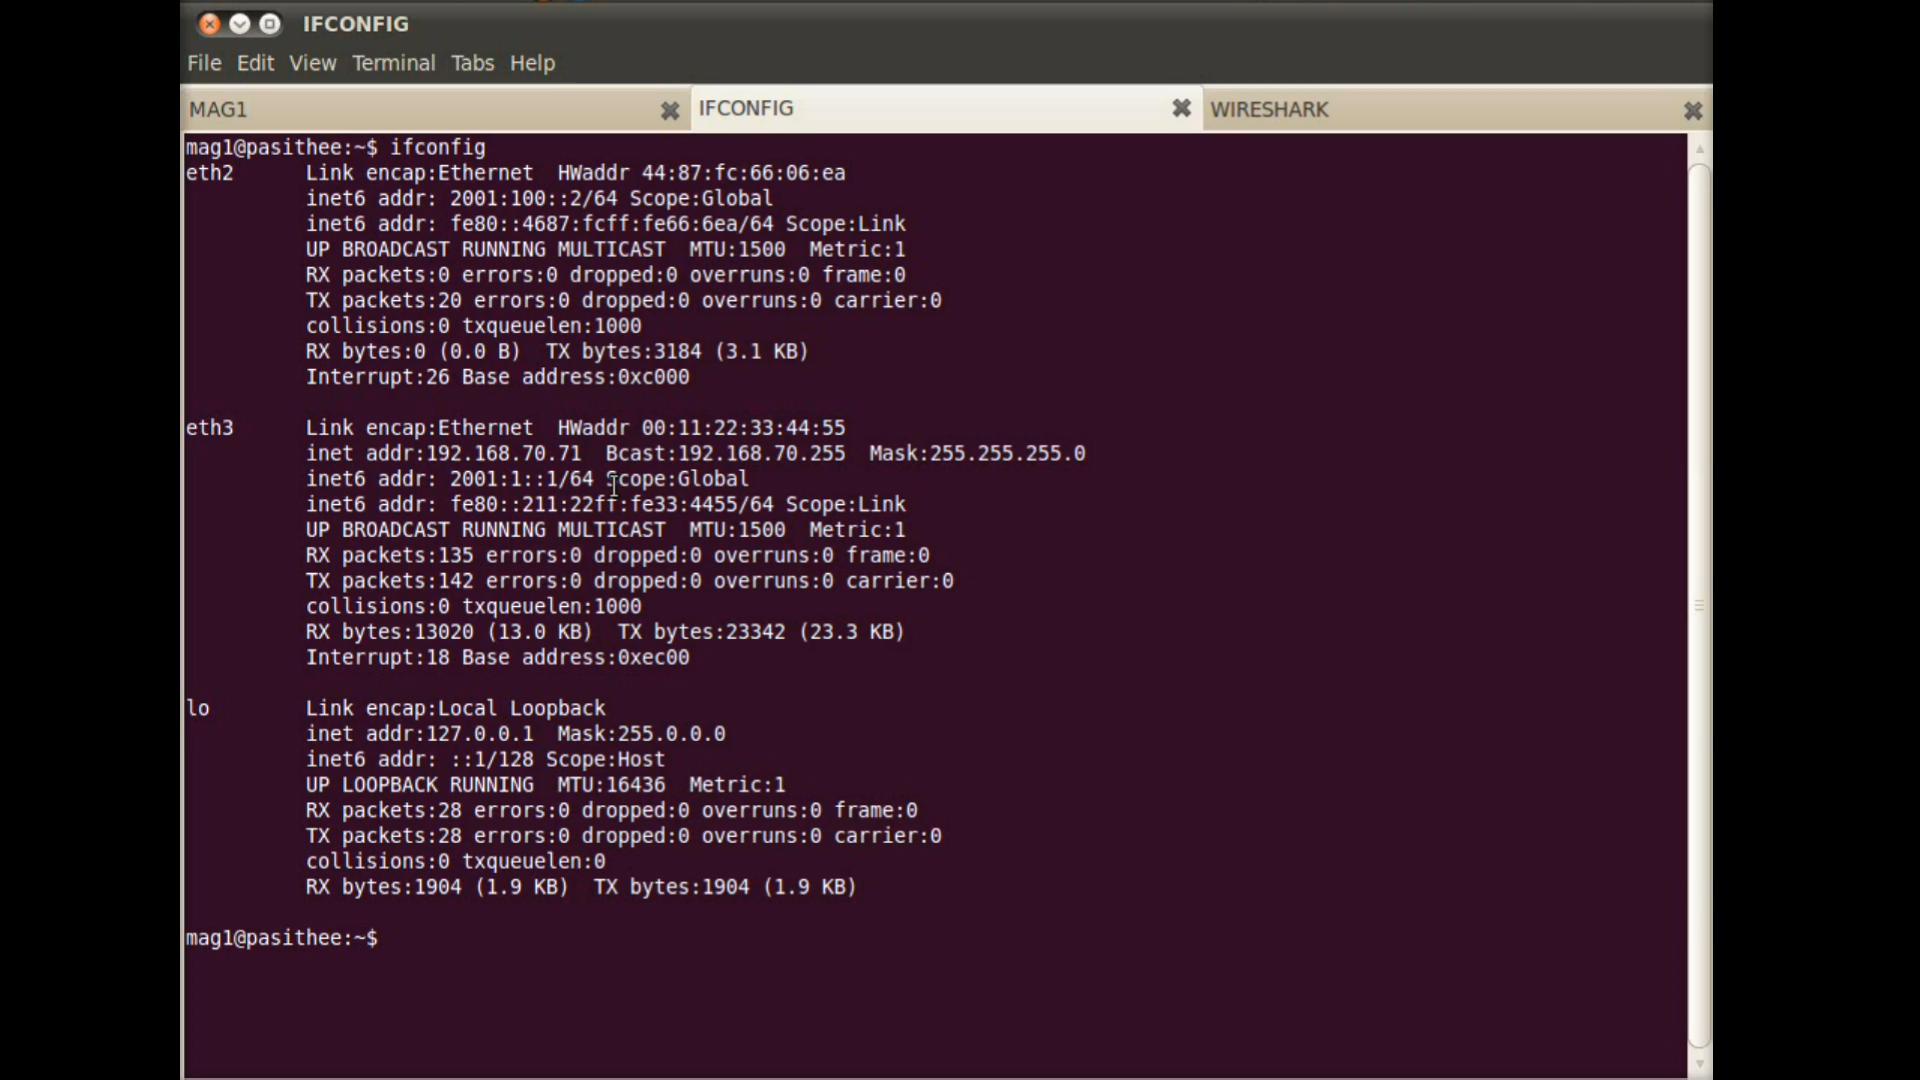 IFCONFIG
File Edit View Terminal Tabs Help
MAG1 IFCONFIG WIRESHARK
mag1@pasithee:~$ ifconfig
eth2 Link encap:Ethernet HWaddr 44:87:fc:66:06:ea
inet6 addr: 2001:100::2/64 Scope:Global
inet6 addr: fe80::4687:fcff:fe66:6ea/64 Scope:Link
UP BROADCAST RUNNING MULTICAST MTU:1500 Metric:1
RX packets:0 errors:0 dropped:0 overruns:0 frame:0
TX packets:20 errors:0 dropped:0 overruns:0 carrier:0
collisions:0 txqueuelen:1000
RX bytes:0 (0.0 B) TX bytes:3184 (3.1 KB)
Interrupt:26 Base address:0xc000
eth3 Link encap:Ethernet HWaddr 00:11:22:33:44:55
inet addr:192.168.70.71 Bcast:192.168.70.255 Mask:255.255.255.0
inet6 addr: 2001:1::1/64 Scope:Global
inet6 addr: fe80::211:22ff:fe33:4455/64 Scope:Link
UP BROADCAST RUNNING MULTICAST MTU:1500 Metric:1
RX packets:135 errors:0 dropped:0 overruns:0 frame:0
TX packets:142 errors:0 dropped:0 overruns:0 carrier:0
collisions:0 txqueuelen:1000
RX bytes:13020 (13.0 KB) TX bytes:23342 (23.3 KB)
Interrupt:18 Base address:0xec00
lo Link encap:Local Loopback
inet addr:127.0.0.1 Mask:255.0.0.0
inet6 addr: ::1/128 Scope:Host
UP LOOPBACK RUNNING MTU:16436 Metric:1
RX packets:28 errors:0 dropped:0 overruns:0 frame:0
TX packets:28 errors:0 dropped:0 overruns:0 carrier:0
collisions:0 txqueuelen:0
RX bytes:1904 (1.9 KB) TX bytes:1904 (1.9 KB)
mag1@pasithee:~$